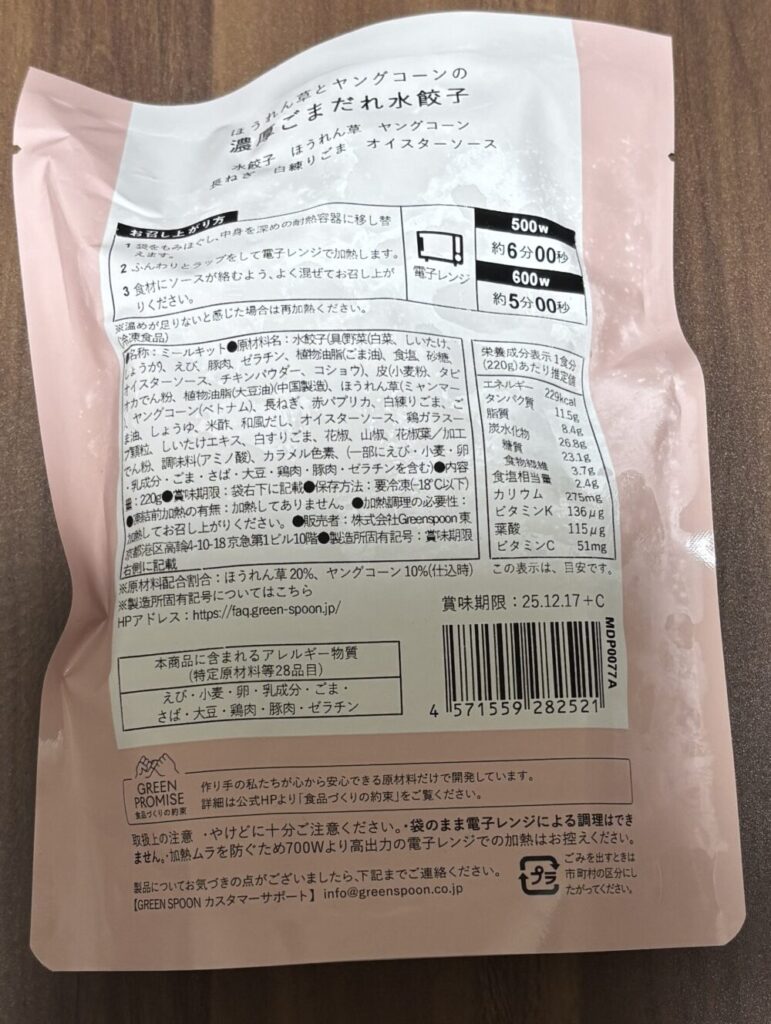 ほうれん草とヤングコーンの
濃厚ごまだれ水餃子
水餃子 ほうれん草 ヤングコーン
長ねぎ 白練りごま オイスターソース
お召し上がり方
1 袋をもみほぐし、中身を深めの耐熱容器に移し替
えます。
2 ふんわりとラップをして電子レンジで加熱します。
3 食材にソースが絡むよう、よく混ぜてお召し上が
りください。
電子レンジ
500w
約6分00秒
600w
約5分00秒
※温めが足りないと感じた場合は再加熱ください。
(冷凍食品)
●名称：ミールキット●原材料名：水餃子(具(野菜(白菜、しいたけ、
しょうが)、えび、豚肉、ゼラチン、植物油脂(ごま油)、食塩、砂糖、
オイスターソース、チキンパウダー、コショウ)、皮(小麦粉、タピ
オカでん粉、植物油脂(大豆油)(中国製造)、ほうれん草(ミャンマー
)、ヤングコーン(ベトナム)、長ねぎ、赤パプリカ、白練りごま、ご
ま油、しょうゆ、米酢、和風だし、オイスターソース、鶏ガラスー
プ顆粒、しいたけエキス、白すりごま、花椒、山椒、花椒葉／加工
でん粉、調味料(アミノ酸)、カラメル色素、(一部にえび・小麦・卵
・乳成分・ごま・さば・大豆・鶏肉・豚肉・ゼラチンを含む)●内容
量：220g●賞味期限：袋右下に記載●保存方法：要冷凍(-18℃以下)
●凍結前加熱の有無：加熱してありません。●加熱調理の必要性：
加熱してお召し上がりください。●販売者：株式会社Greenspoon 東
京都港区高輪4-10-18 京急第1ビル10階●製造所固有記号：賞味期限
右側に記載
栄養成分表示 1食分
(220g)あたり 推定値
エネルギー 229kcal
タンパク質 11.5g
脂質 8.4g
炭水化物 26.8g
糖質 23.1g
食物繊維 3.7g
食塩相当量 2.4g
カリウム 275mg
ビタミンK 136μg
葉酸 115μg
ビタミンC 51mg
この表示は、目安です。
※原材料配合割合：ほうれん草 20%、ヤングコーン 10%(仕込時)
※製造所固有記号についてはこちら
HPアドレス：https://faq.green-spoon.jp/
賞味期限：25.12.17+C
MDP0077A
4 571559 282521
本商品に含まれるアレルギー物質
(特定原材料等28品目)
えび・小麦・卵・乳成分・ごま・
さば・大豆・鶏肉・豚肉・ゼラチン
GREEN
PROMISE
食品づくりの約束
作り手の私たちが心から安心できる原材料だけで開発しています。
詳細は公式HPより「食品づくりの約束」をご覧ください。
取扱上の注意 ・やけどに十分ご注意ください。・袋のまま電子レンジによる調理はでき
ません。・加熱ムラを防ぐため700Wより高出力の電子レンジでの加熱はお控えください。
製品についてお気づきの点がございましたら、下記までご連絡ください。
【GREEN SPOON カスタマーサポート】 info@greenspoon.co.jp
プラ
ごみを出すときは
市町村の区分にし
たがってください。